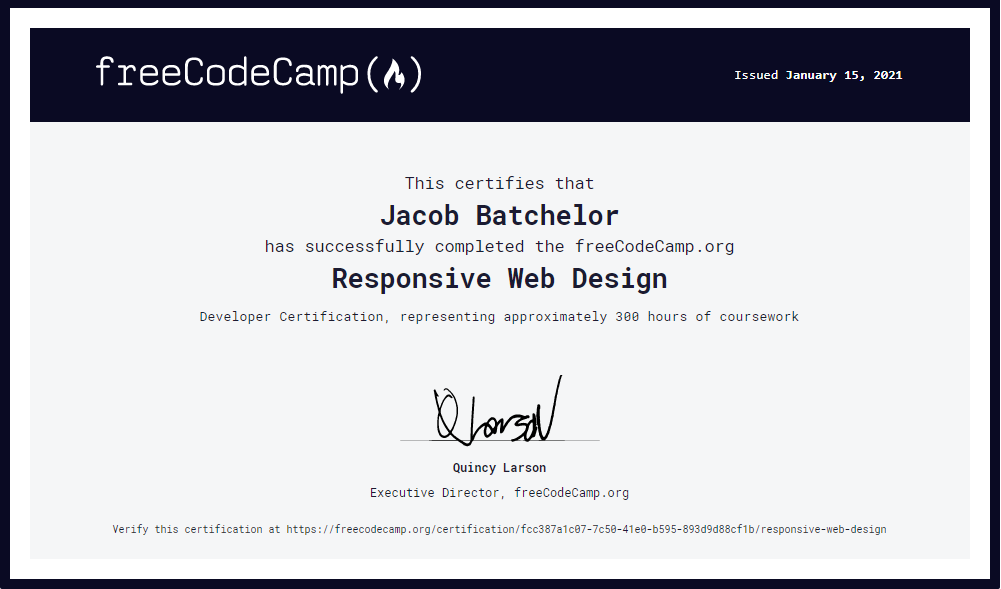 freeCodeCamp(🔥)
Issued January 15, 2021
This certifies that
Jacob Batchelor
has successfully completed the freeCodeCamp.org
Responsive Web Design
Developer Certification, representing approximately 300 hours of coursework
Q Larson
Quincy Larson
Executive Director, freeCodeCamp.org
Verify this certification at https://freecodecamp.org/certification/fcc387a1c07-7c50-41e0-b595-893d9d88cf1b/responsive-web-design